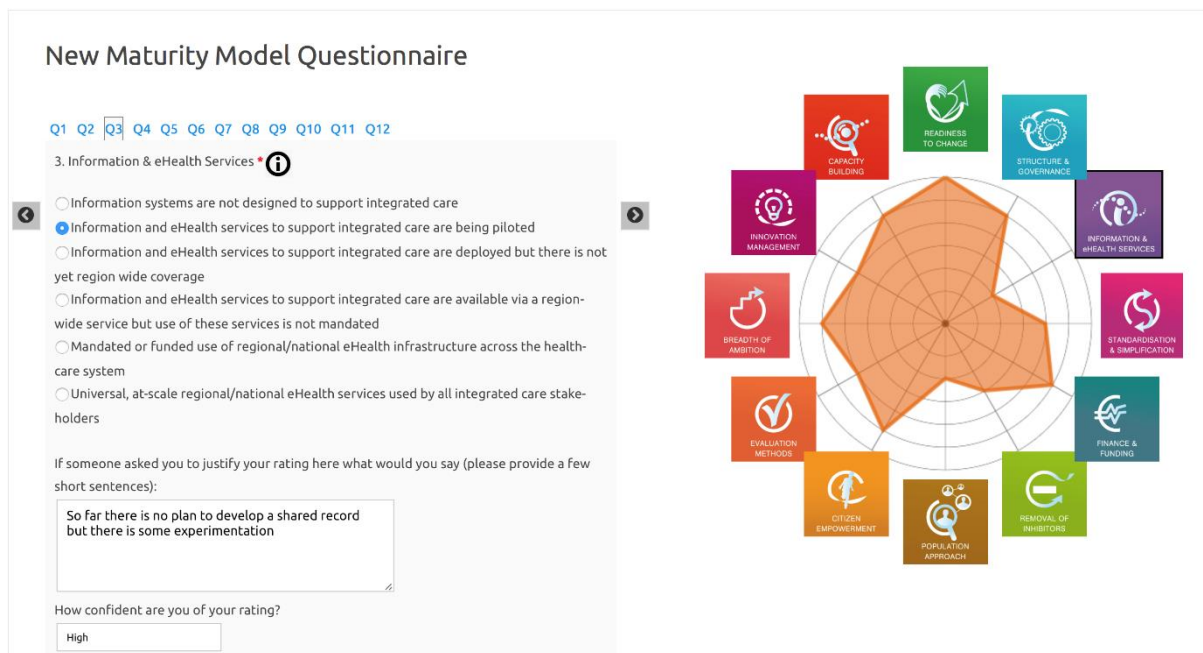 New Maturity Model Questionnaire
Q1 Q2 Q3 Q4 Q5 Q6 Q7 Q8 Q9 Q10 Q11 Q12
3. Information & eHealth Services *
Information systems are not designed to support integrated care
Information and eHealth services to support integrated care are being piloted
Information and eHealth services to support integrated care are deployed but there is not
yet region wide coverage
Information and eHealth services to support integrated care are available via a region-
wide service but use of these services is not mandated
Mandated or funded use of regional/national eHealth infrastructure across the health-
care system
Universal, at-scale regional/national eHealth services used by all integrated care stake-
holders
If someone asked you to justify your rating here what would you say (please provide a few
short sentences):
So far there is no plan to develop a shared record
but there is some experimentation
How confident are you of your rating?
High
READINESS
TO CHANGE
STRUCTURE &
GOVERNANCE
INFORMATION &
eHEALTH SERVICES
STANDARDISATION
& SIMPLIFICATION
FINANCE &
FUNDING
REMOVAL OF
INHIBITORS
POPULATION
APPROACH
CITIZEN
EMPOWERMENT
EVALUATION
METHODS
BREADTH OF
AMBITION
INNOVATION
MANAGEMENT
CAPACITY
BUILDING